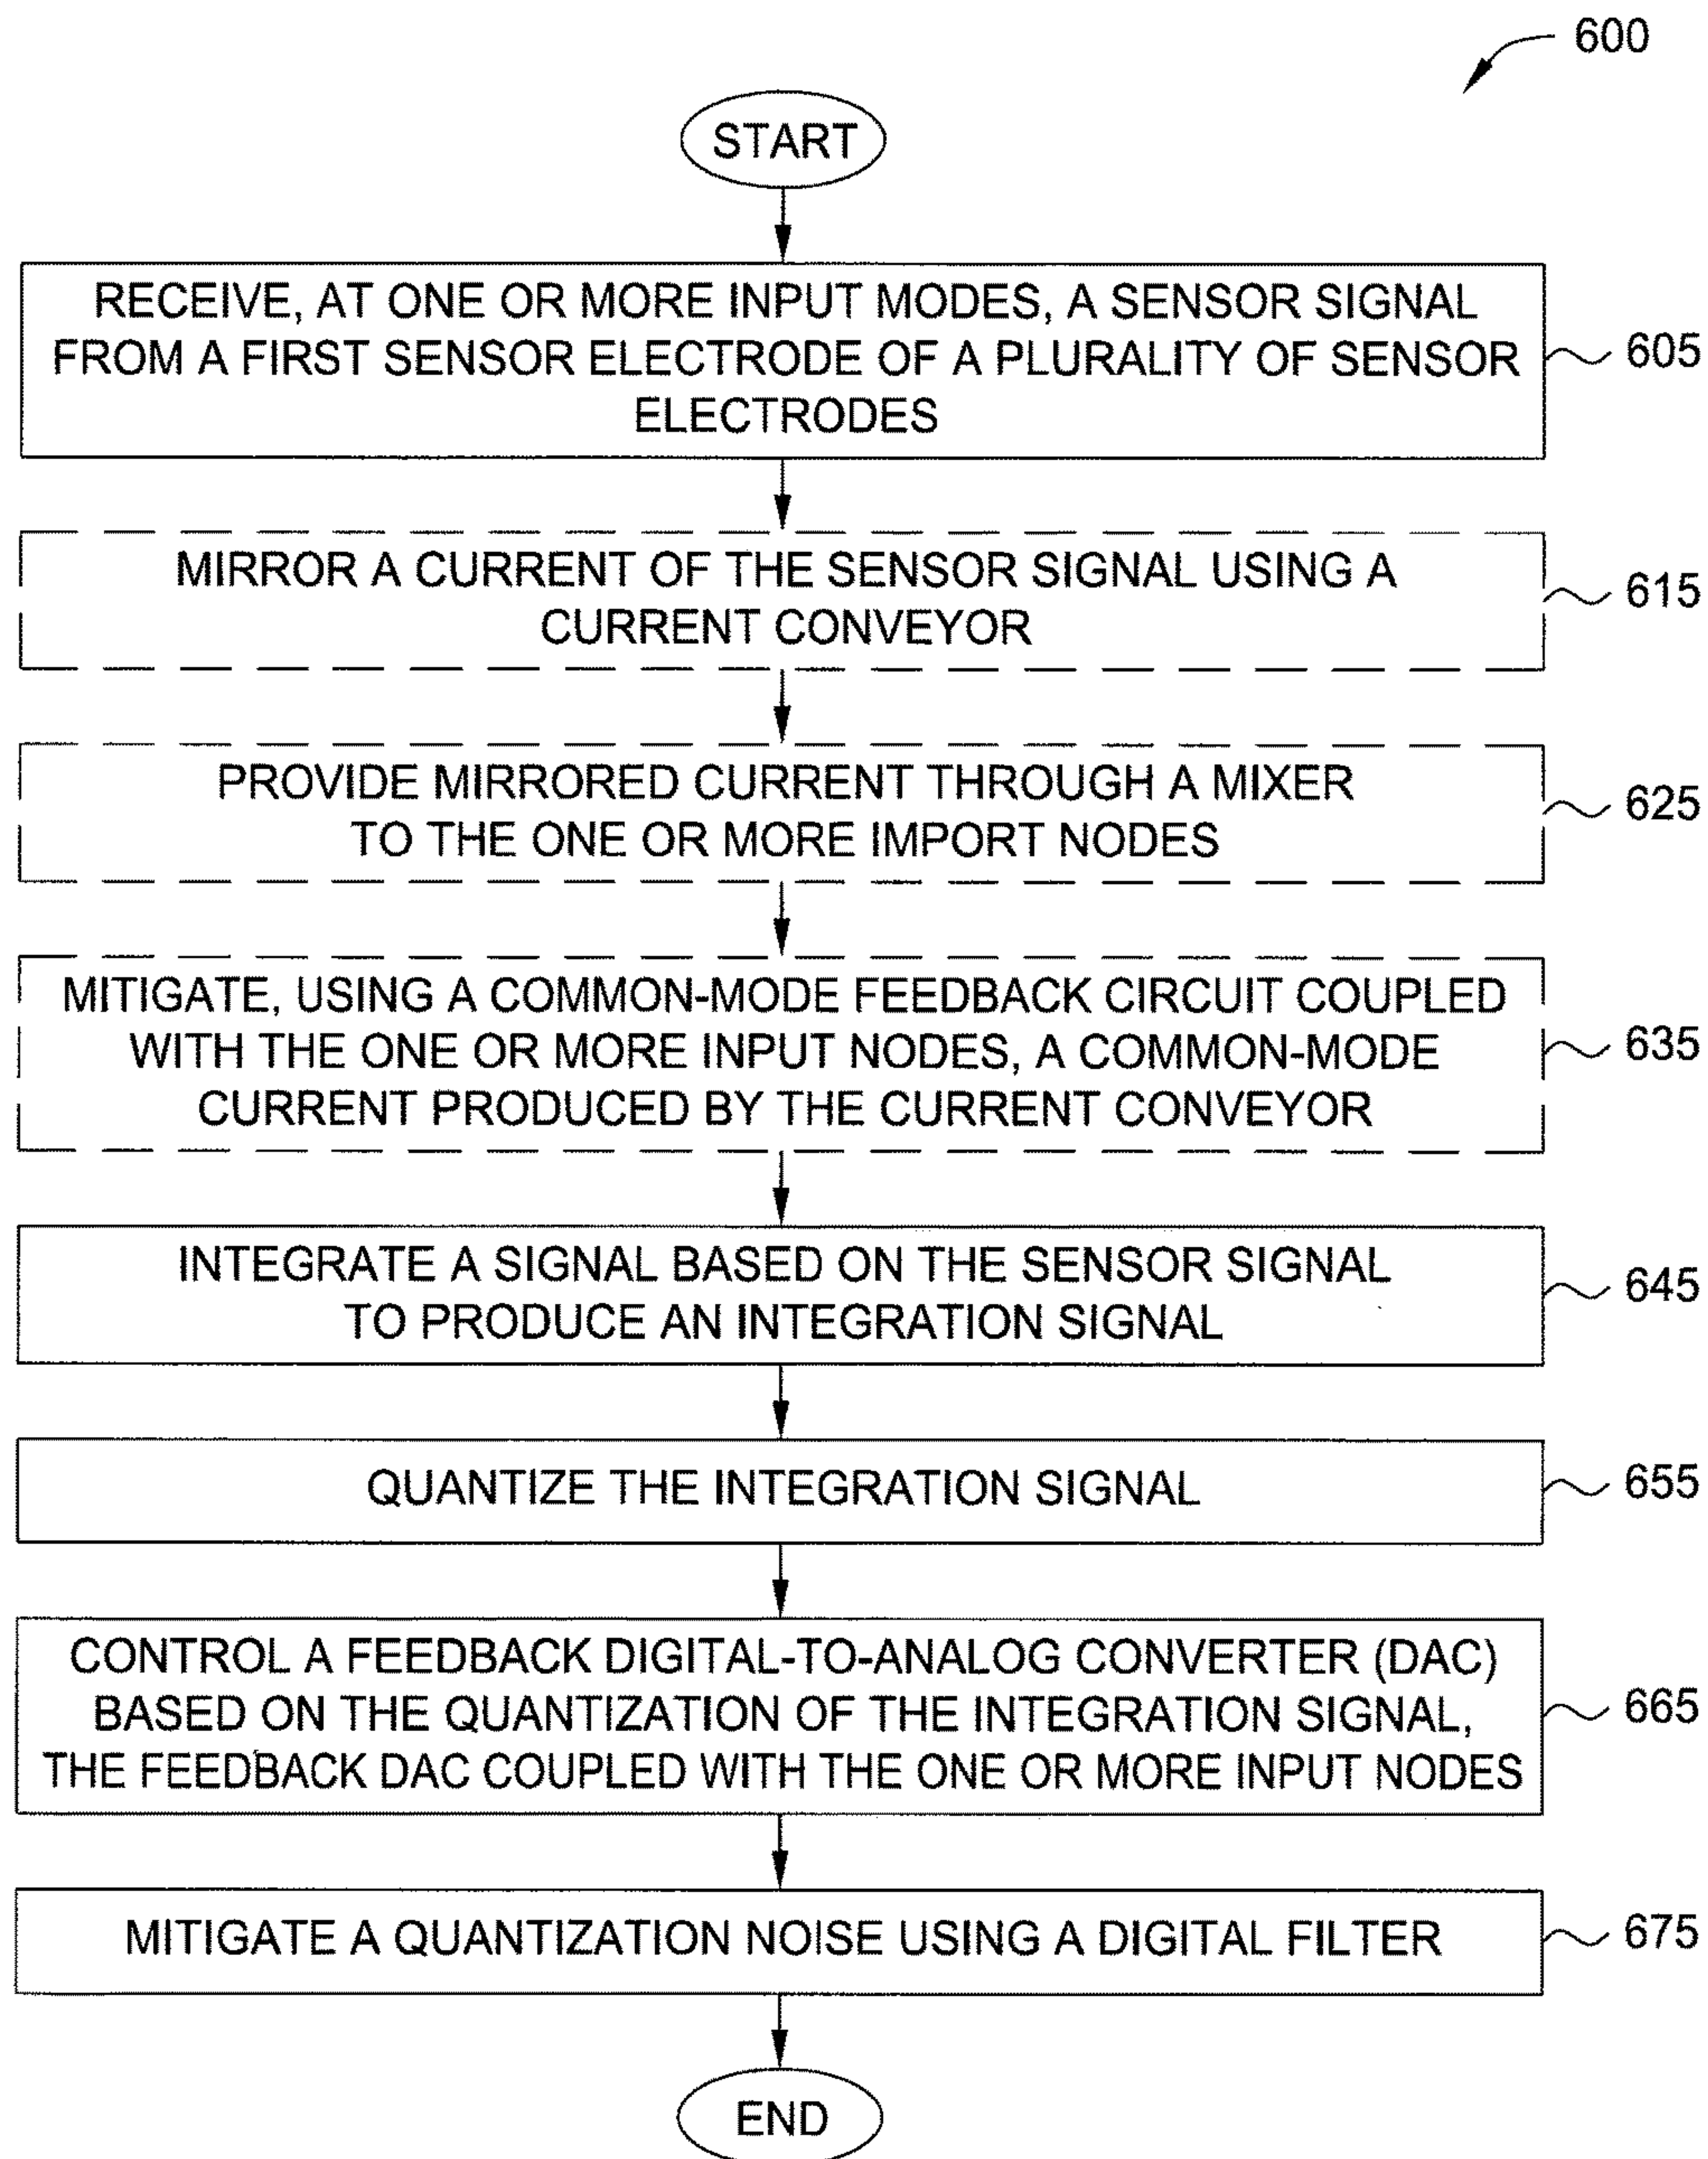 600
START
RECEIVE, AT ONE OR MORE INPUT MODES, A SENSOR SIGNAL
FROM A FIRST SENSOR ELECTRODE OF A PLURALITY OF SENSOR
ELECTRODES
605
MIRROR A CURRENT OF THE SENSOR SIGNAL USING A
CURRENT CONVEYOR
615
PROVIDE MIRRORED CURRENT THROUGH A MIXER
TO THE ONE OR MORE IMPORT NODES
625
MITIGATE, USING A COMMON-MODE FEEDBACK CIRCUIT COUPLED
WITH THE ONE OR MORE INPUT NODES, A COMMON-MODE
CURRENT PRODUCED BY THE CURRENT CONVEYOR
635
INTEGRATE A SIGNAL BASED ON THE SENSOR SIGNAL
TO PRODUCE AN INTEGRATION SIGNAL
645
QUANTIZE THE INTEGRATION SIGNAL
655
CONTROL A FEEDBACK DIGITAL-TO-ANALOG CONVERTER (DAC)
BASED ON THE QUANTIZATION OF THE INTEGRATION SIGNAL,
THE FEEDBACK DAC COUPLED WITH THE ONE OR MORE INPUT NODES
665
MITIGATE A QUANTIZATION NOISE USING A DIGITAL FILTER
675
END